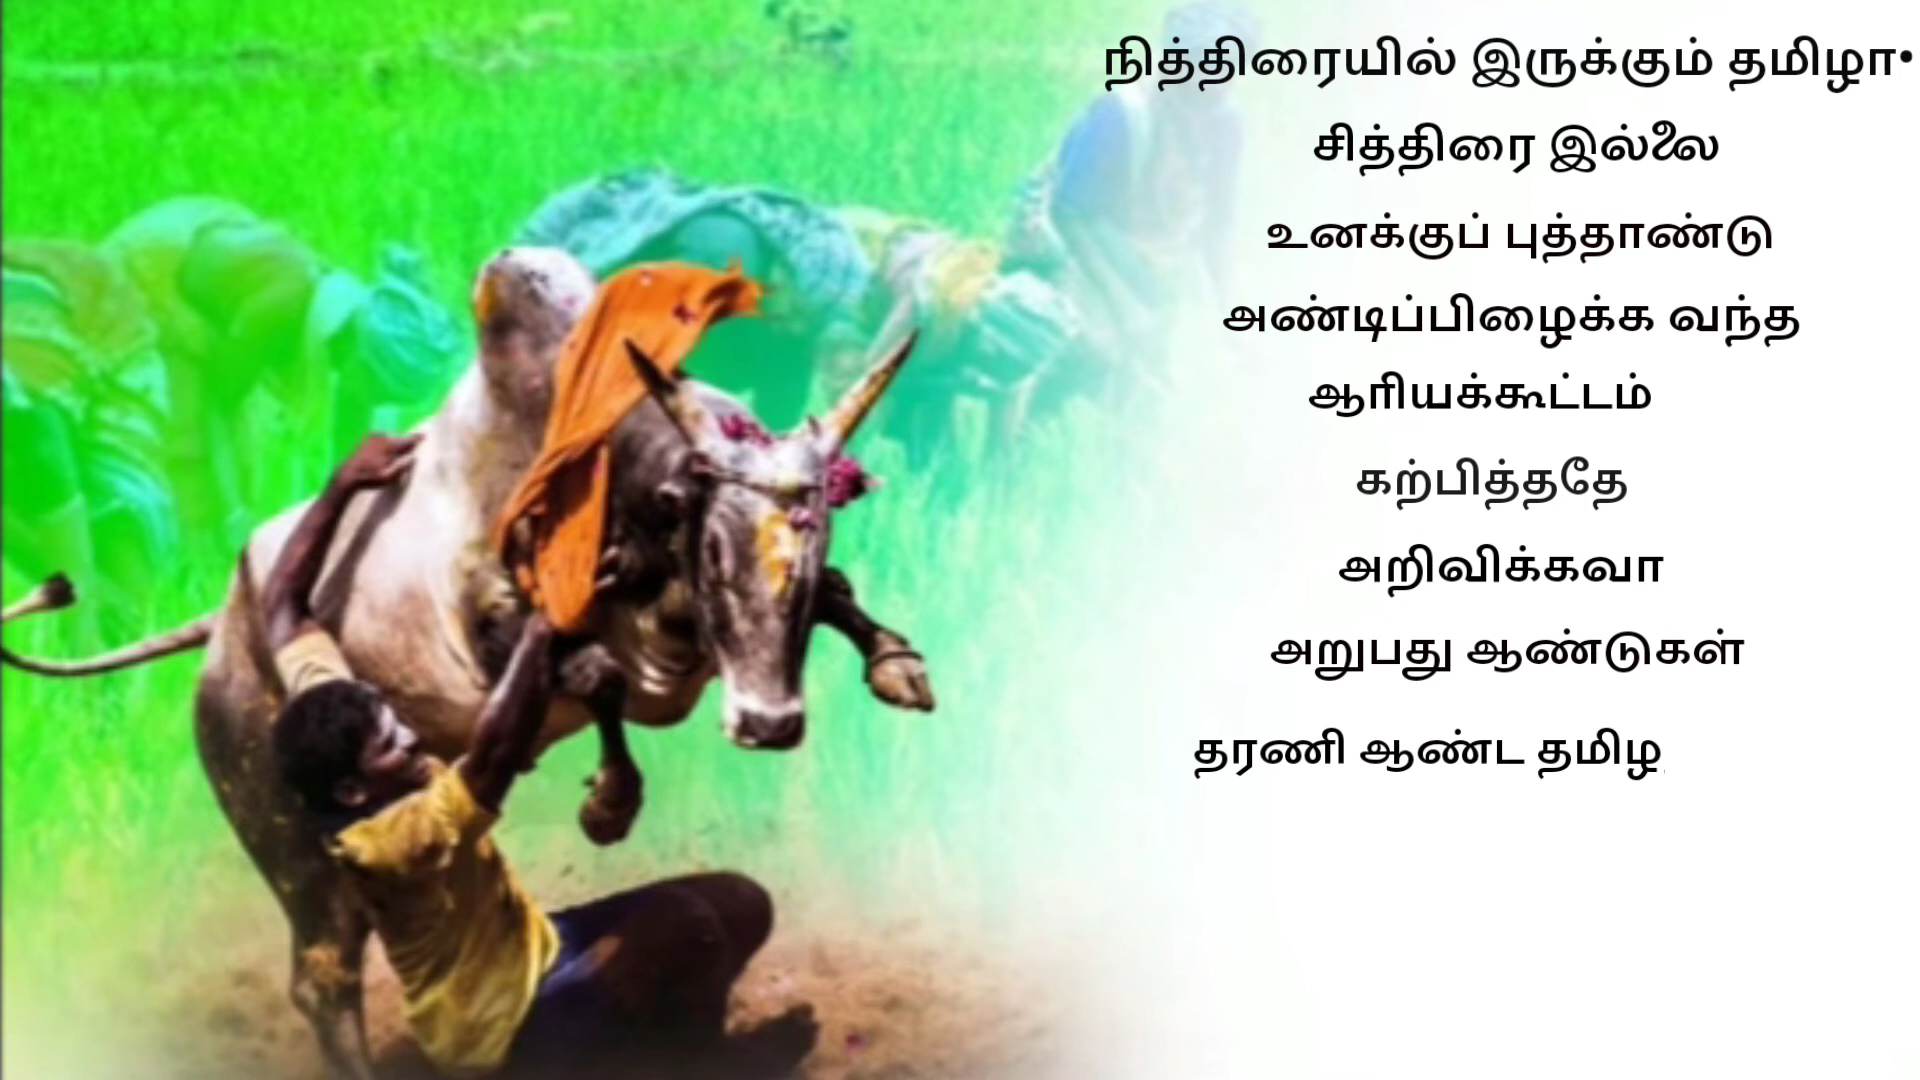 நித்திரையில் இருக்கும் தமிழா•
சித்திரை இல்லை
உனக்குப் புத்தாண்டு
அண்டிப்பிழைக்க வந்த
ஆரியக்கூட்டம்
கற்பித்ததே
அறிவிக்கவா
அறுபது ஆண்டுகள்
தரணி ஆண்ட தமிழ